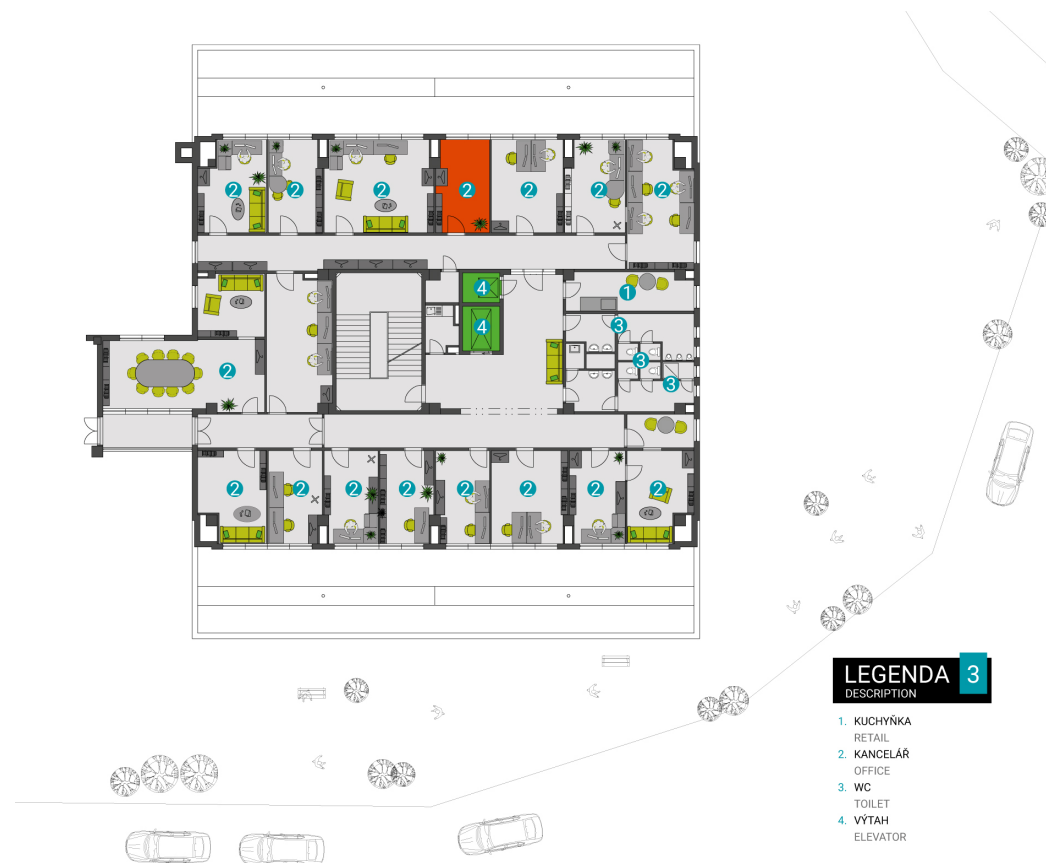 2 2 2 2 2 2 2
4
1
4
3
3
2
3
2 2 2 2 2 2 2 2
LEGENDA 3
DESCRIPTION
1. KUCHYŇKA
RETAIL
2. KANCELÁŘ
OFFICE
3. WC
TOILET
4. VÝTAH
ELEVATOR